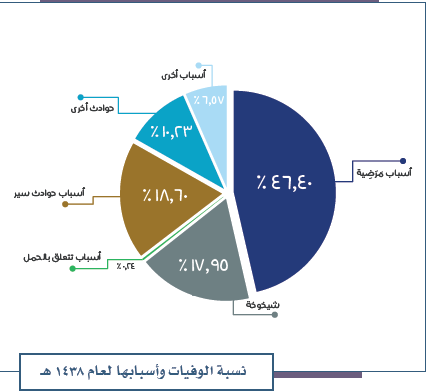 أسباب أخرى
٪ ٦,٥٧
حوادث أخرى
٪ ١٠,٢٣
أسباب مَرَضِية
٪ ٤٦,٤٠
أسباب حوادث سير
٪ ١٨,٦٠
أسباب تتعلق بالحمل
٪ ٠,٢٤
٪ ١٧,٩٥
شيخوخة
نسبة الوفيات وأسبابها لعام ١٤٣٨ هـ